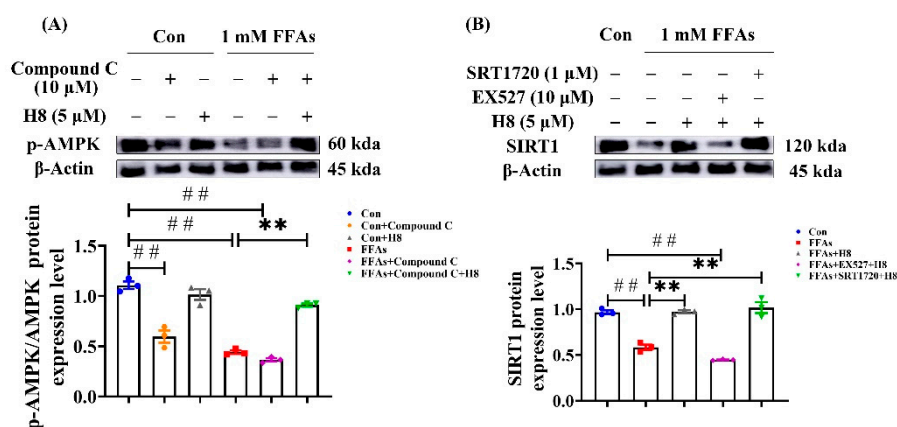 (A)
Con 1 mM FFAs
Compound C
(10 μM) – + – – + +
H8 (5 μM) – – + – – +
p-AMPK 60 kda
β-Actin 45 kda
# #
# # **
# #
p-AMPK/AMPK protein
expression level
1.5
1.0
0.5
0.0
Con
Con+Compound C
Con+H8
FFAs
FFAs+Compound C
FFAs+Compound C+H8
(B)
Con 1 mM FFAs
SRT1720 (1 μM) – – – – +
EX527 (10 μM) – – – + –
H8 (5 μM) – – + + +
SIRT1 120 kda
β-Actin 45 kda
# #
**
# # **
SIRT1 protein
expression level
1.5
1.0
0.5
0.0
Con
FFAs
FFAs+H8
FFAs+EX527+H8
FFAs+SRT1720+H8